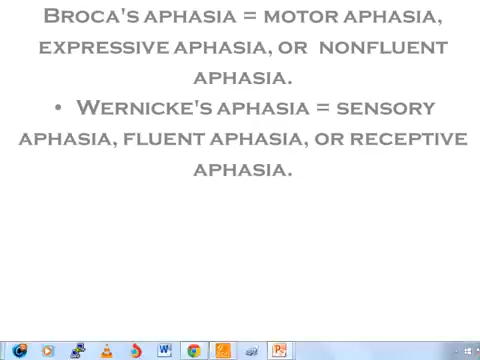 Broca's aphasia = motor aphasia,
expressive aphasia, or nonfluent
aphasia.
• Wernicke's aphasia = sensory
aphasia, fluent aphasia, or receptive
aphasia.